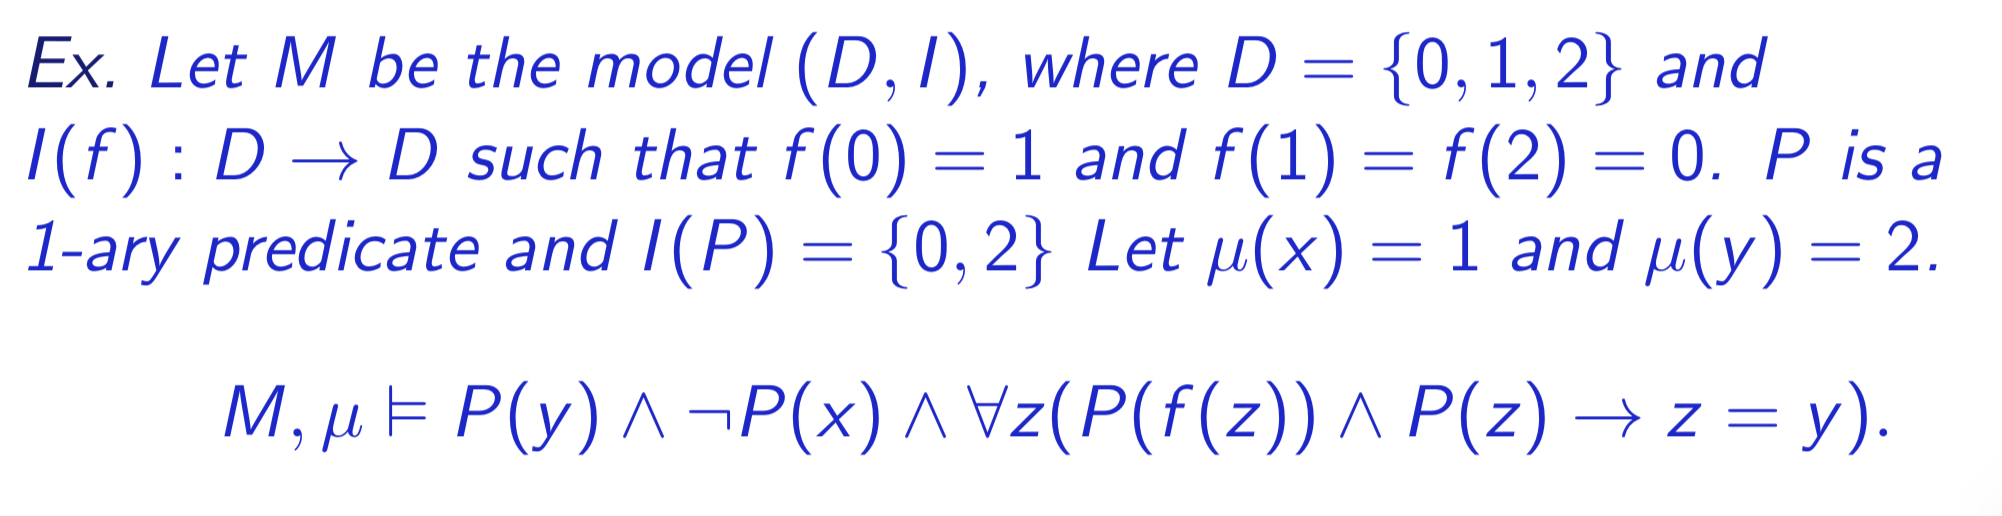 Ex. Let M be the model (D, I), where D = {0, 1, 2} and
I(f) : D → D such that f(0) = 1 and f(1) = f(2) = 0. P is a
1-ary predicate and I(P) = {0, 2} Let μ(x) = 1 and μ(y) = 2.
M, μ ⊨ P(y) ∧ ¬P(x) ∧ ∀z(P(f(z)) ∧ P(z) → z = y).